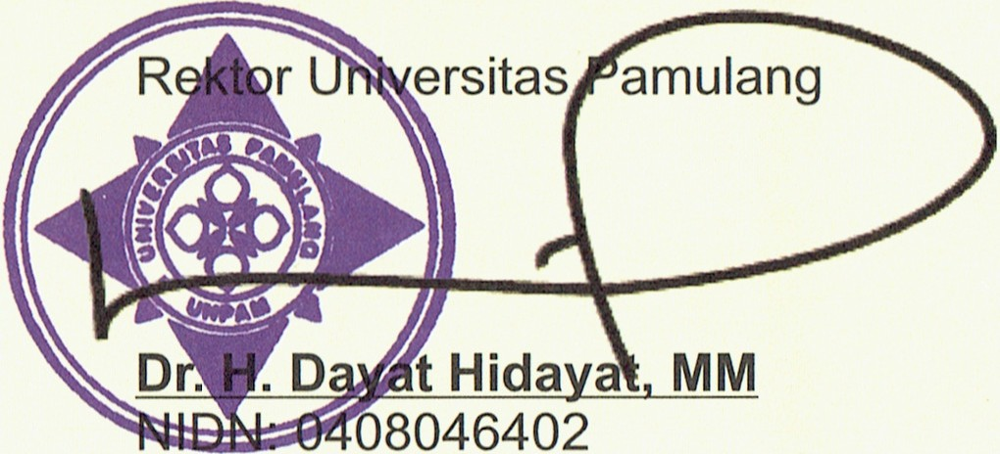 Rektor Universitas Pamulang
UNIVERSITAS PAMULANG
UNPAM
Dr. H. Dayat Hidayat, MM
NIDN: 0408046402